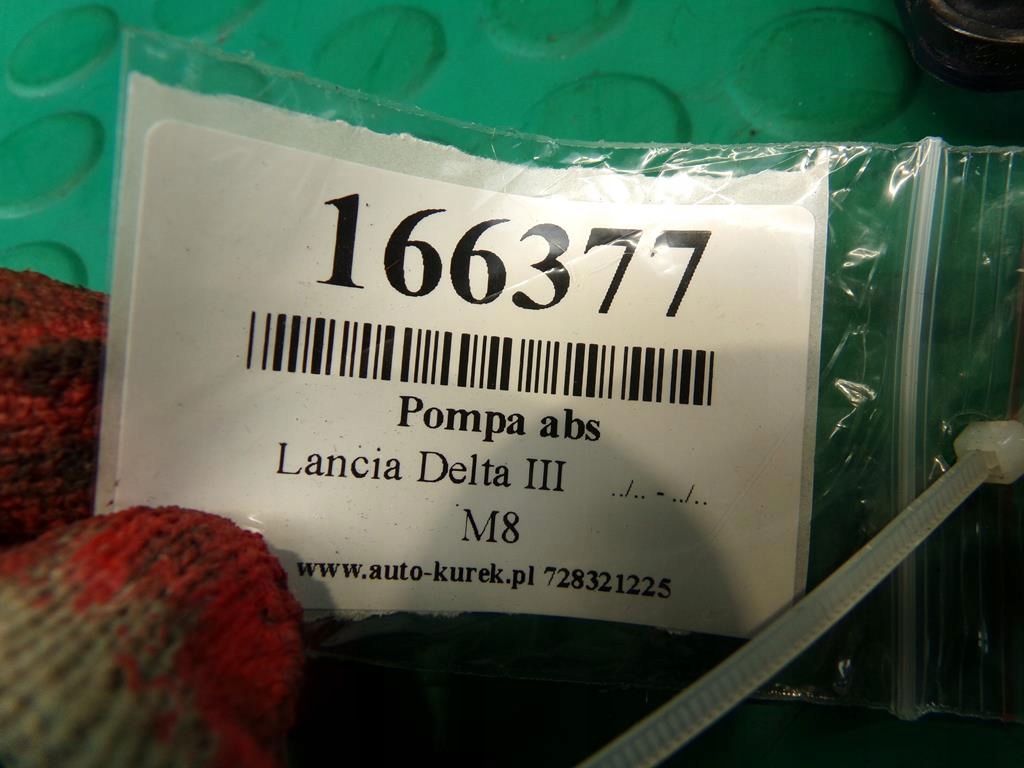 166377
Pompa abs
Lancia Delta III ../.. - ../..
M8
www.auto-kurek.pl 728321225